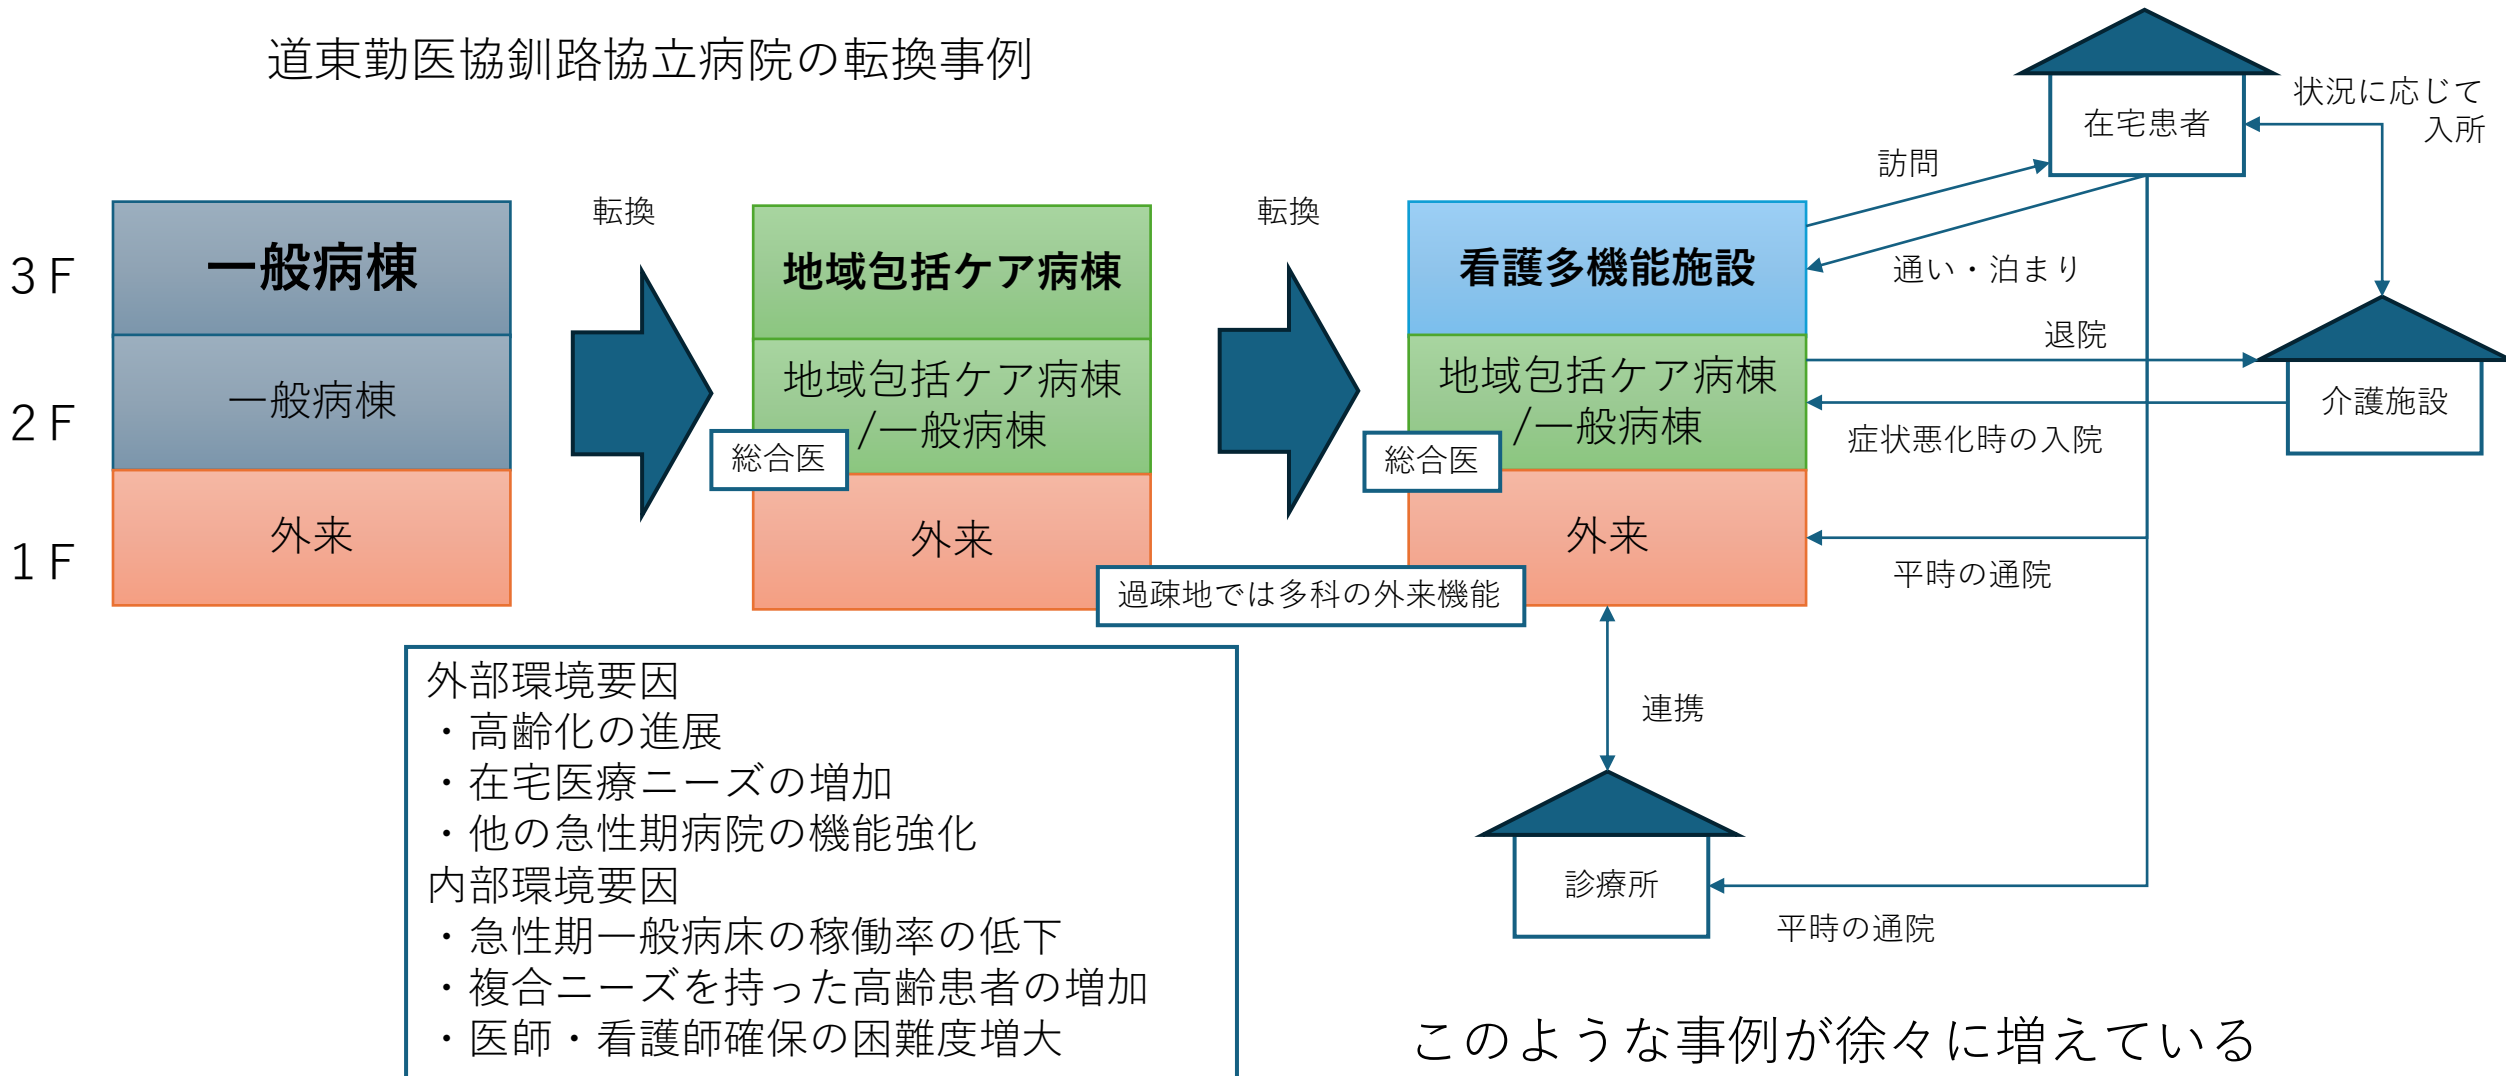 道東勤医協釧路協立病院の転換事例
3F
2F
1F
一般病棟
一般病棟
外来
転換
地域包括ケア病棟
地域包括ケア病棟
/一般病棟
総合医
外来
転換
看護多機能施設
地域包括ケア病棟
/一般病棟
総合医
外来
過疎地では多科の外来機能
在宅患者
状況に応じて
入所
訪問
通い・泊まり
退院
介護施設
症状悪化時の入院
平時の通院
連携
診療所
平時の通院
外部環境要因
・高齢化の進展
・在宅医療ニーズの増加
・他の急性期病院の機能強化
内部環境要因
・急性期一般病床の稼働率の低下
・複合ニーズを持った高齢患者の増加
・医師・看護師確保の困難度増大
このような事例が徐々に増えている